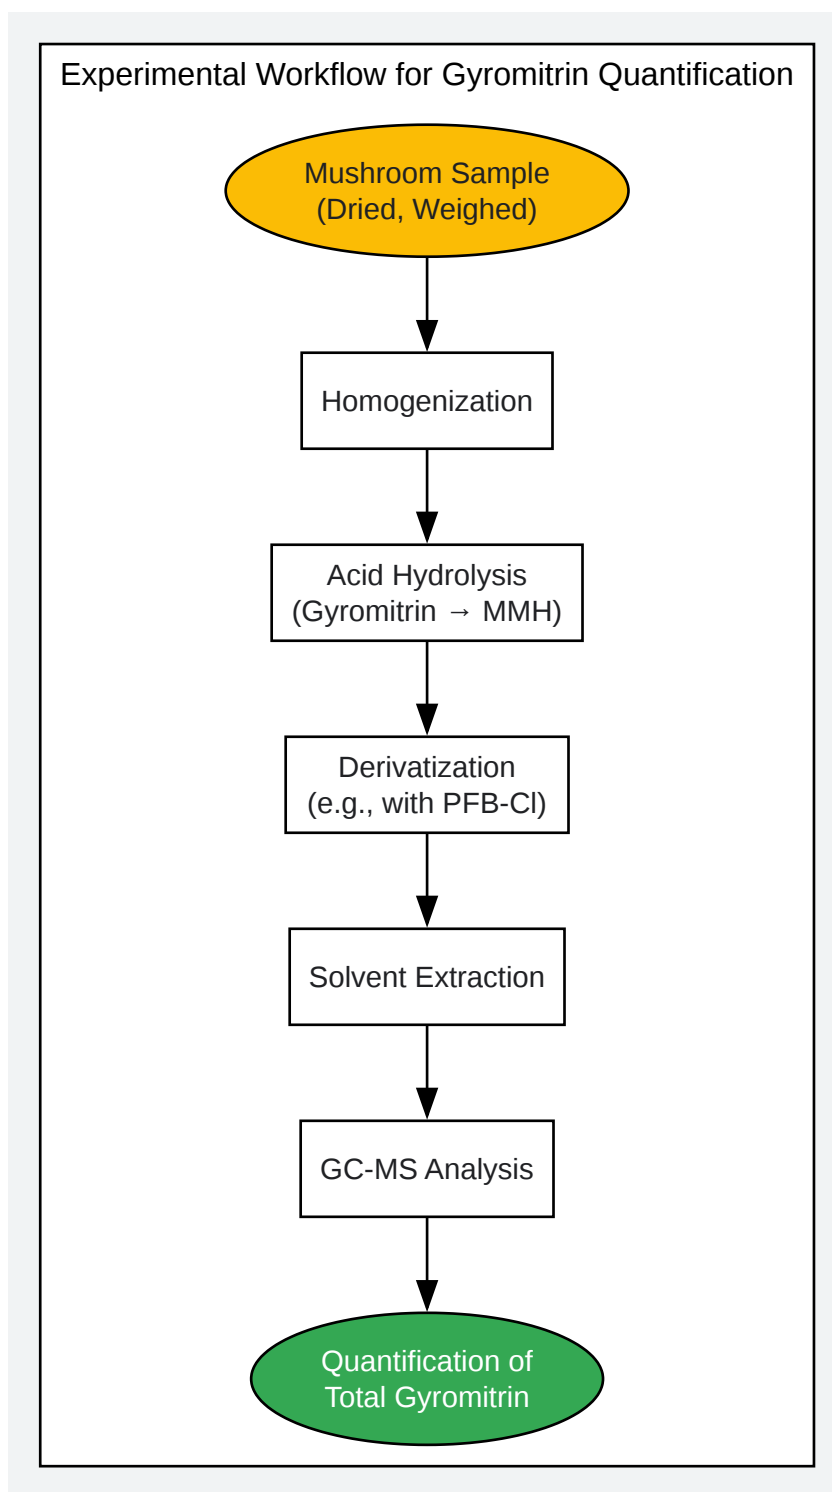 Experimental Workflow for Gyromitrin Quantification
Mushroom Sample
(Dried, Weighed)
Homogenization
Acid Hydrolysis
(Gyromitrin → MMH)
Derivatization
(e.g., with PFB-Cl)
Solvent Extraction
GC-MS Analysis
Quantification of
Total Gyromitrin